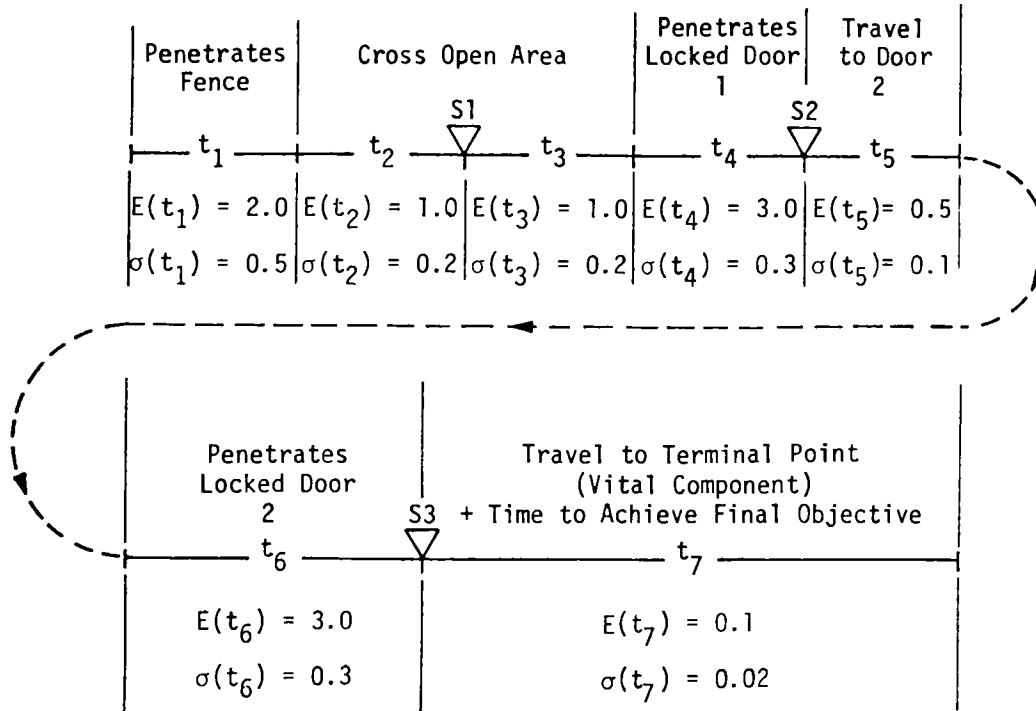 Penetrates Fence
Cross Open Area
Penetrates Locked Door 1
Travel to Door 2
S1
S2
t1 t2 t3 t4 t5
E(t1) = 2.0 E(t2) = 1.0 E(t3) = 1.0 E(t4) = 3.0 E(t5)= 0.5
σ(t1) = 0.5 σ(t2) = 0.2 σ(t3) = 0.2 σ(t4) = 0.3 σ(t5)= 0.1
Penetrates
Locked Door
2
Travel to Terminal Point
(Vital Component)
+ Time to Achieve Final Objective
S3
t6 t7
E(t6) = 3.0 E(t7) = 0.1
σ(t6) = 0.3 σ(t7) = 0.02